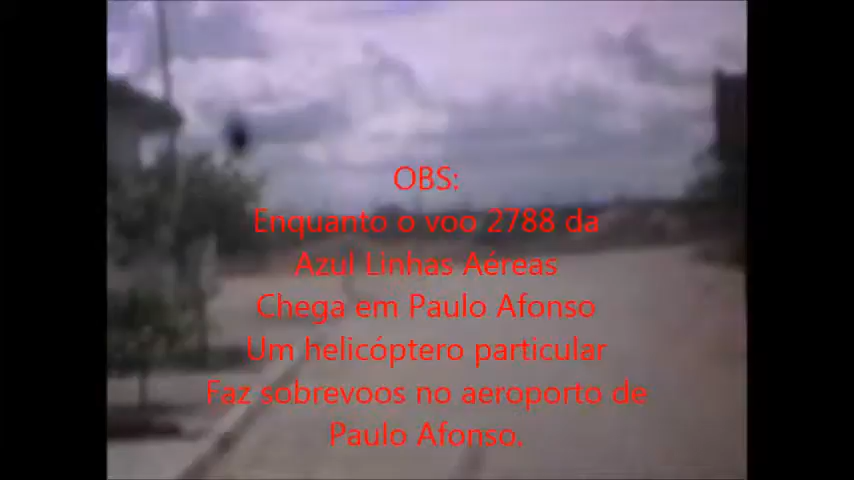 OBS:
Enquanto o voo 2788 da
Azul Linhas Aéreas
Chega em Paulo Afonso
Um helicóptero particular
Faz sobrevoos no aeroporto de
Paulo Afonso.